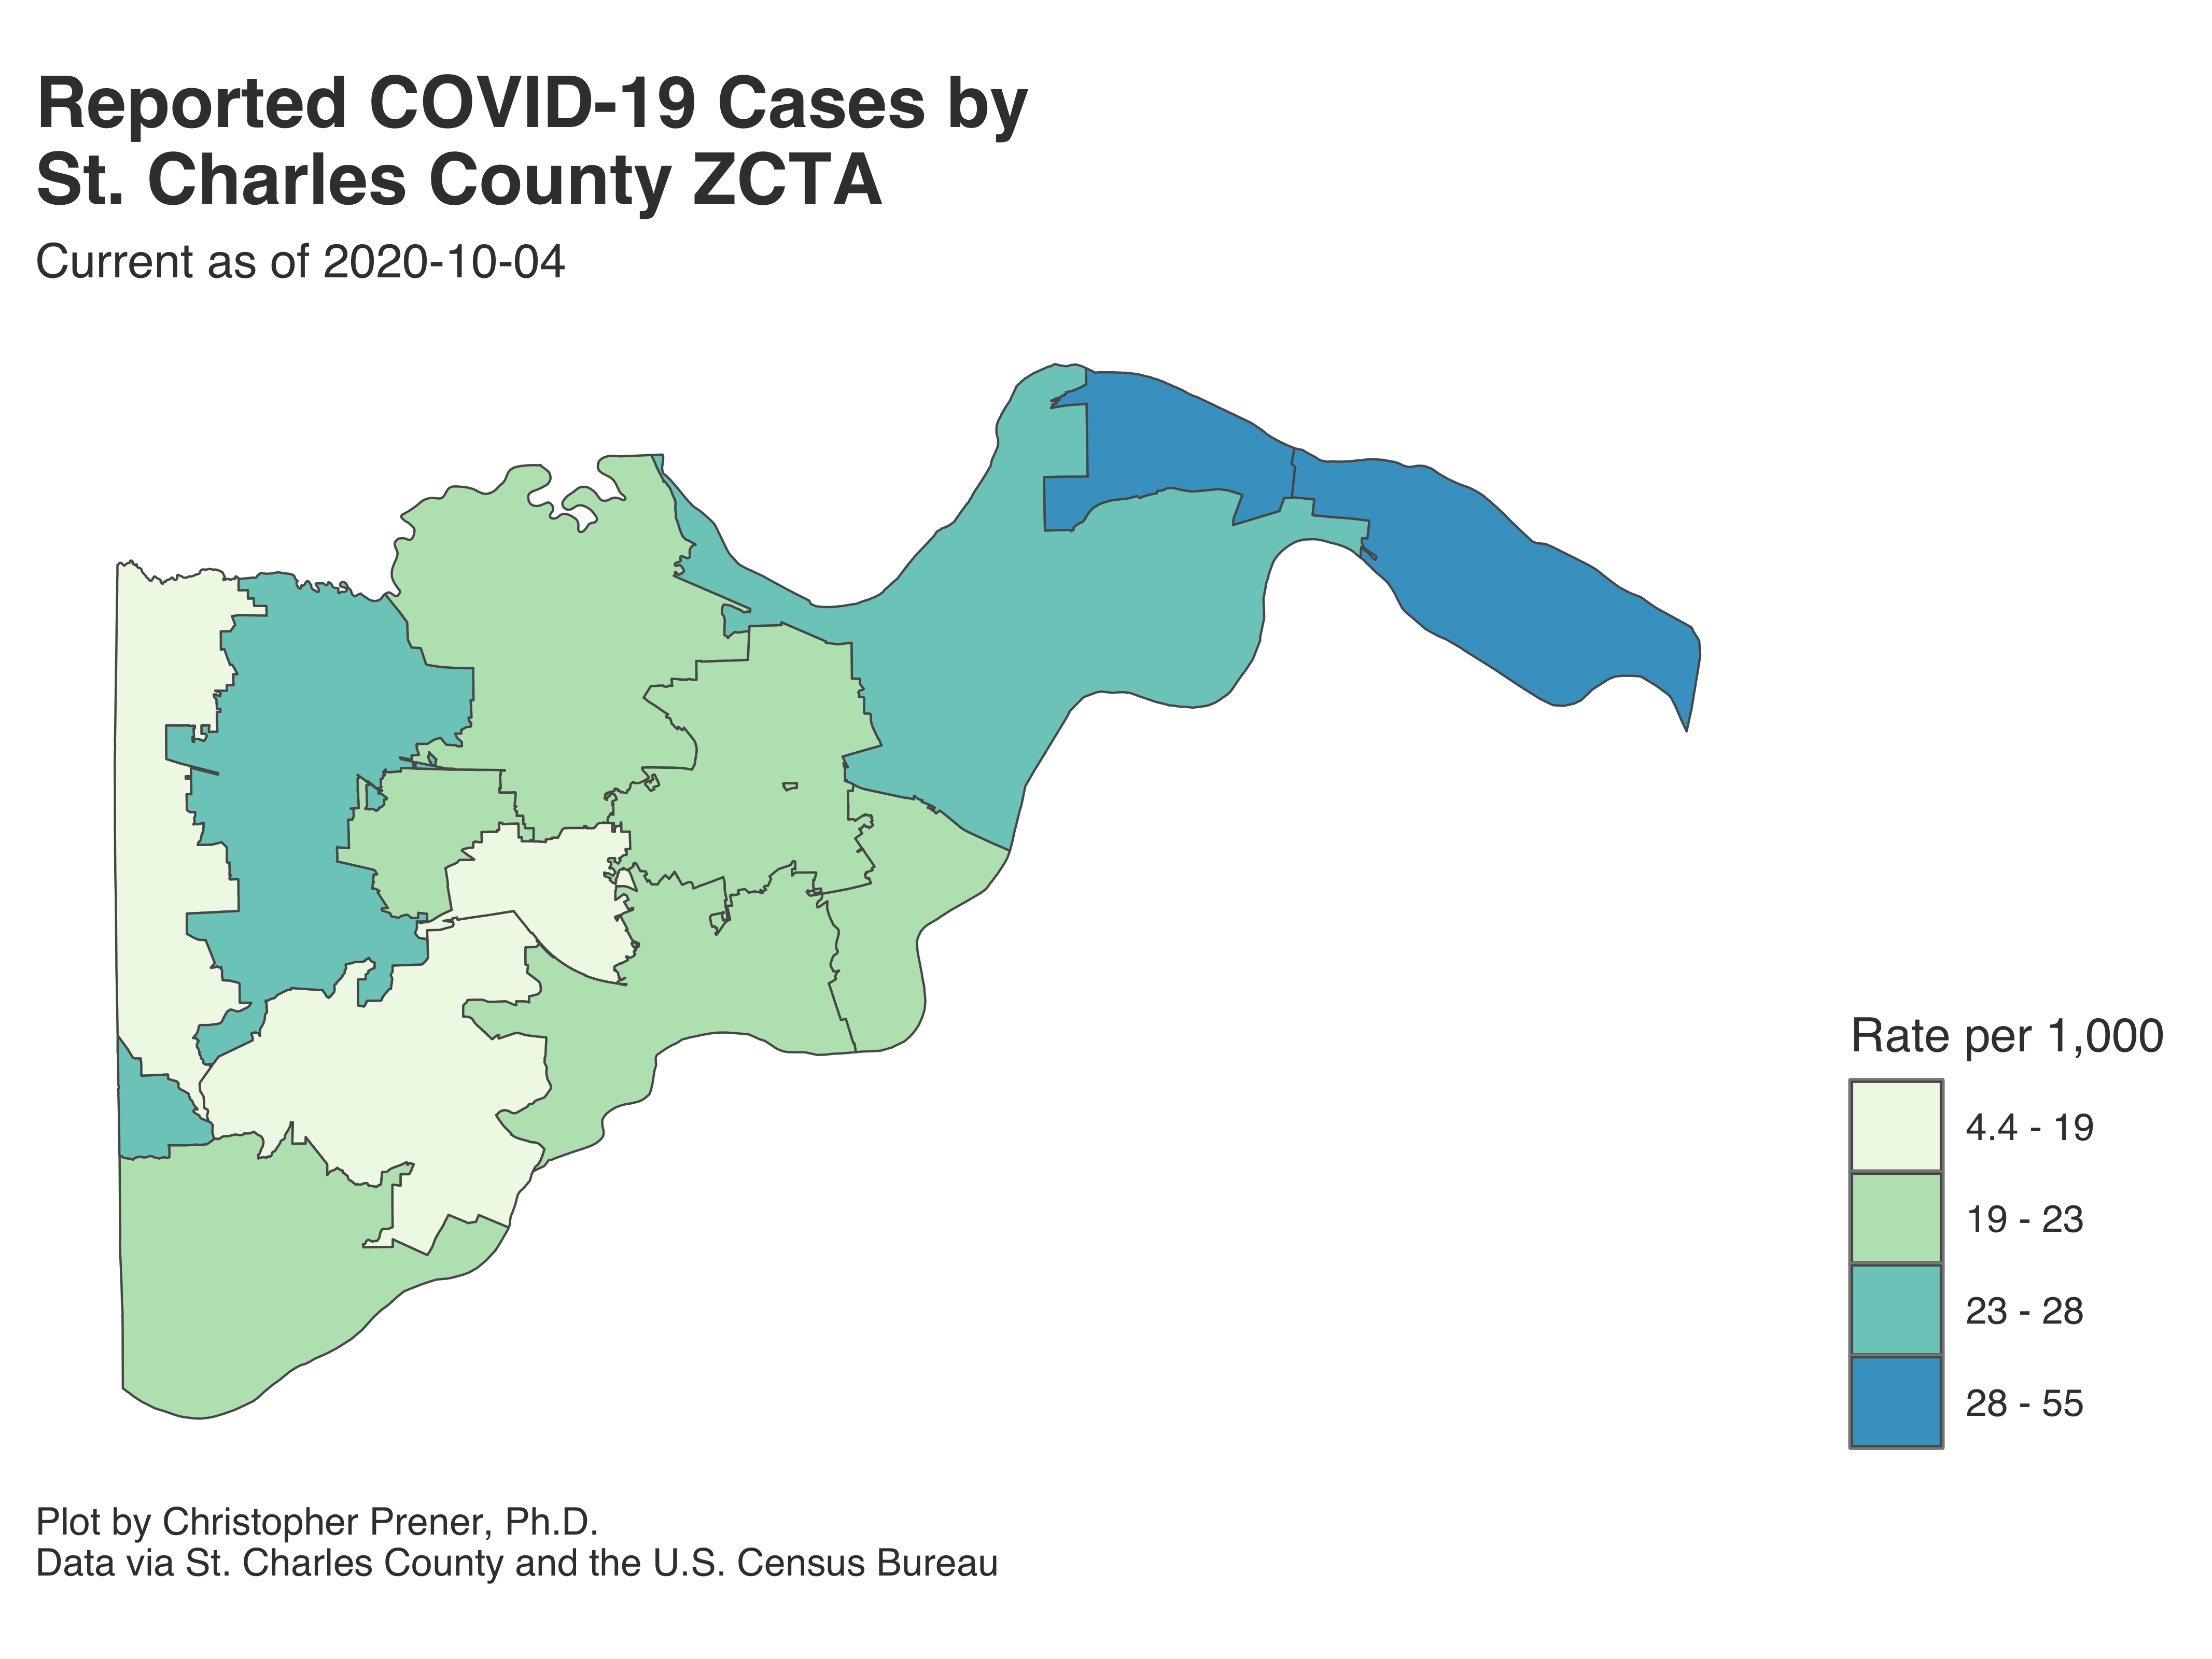 Reported COVID-19 Cases by
St. Charles County ZCTA
Current as of 2020-10-04
Rate per 1,000
4.4 - 19
19 - 23
23 - 28
28 - 55
Plot by Christopher Prener, Ph.D.
Data via St. Charles County and the U.S. Census Bureau